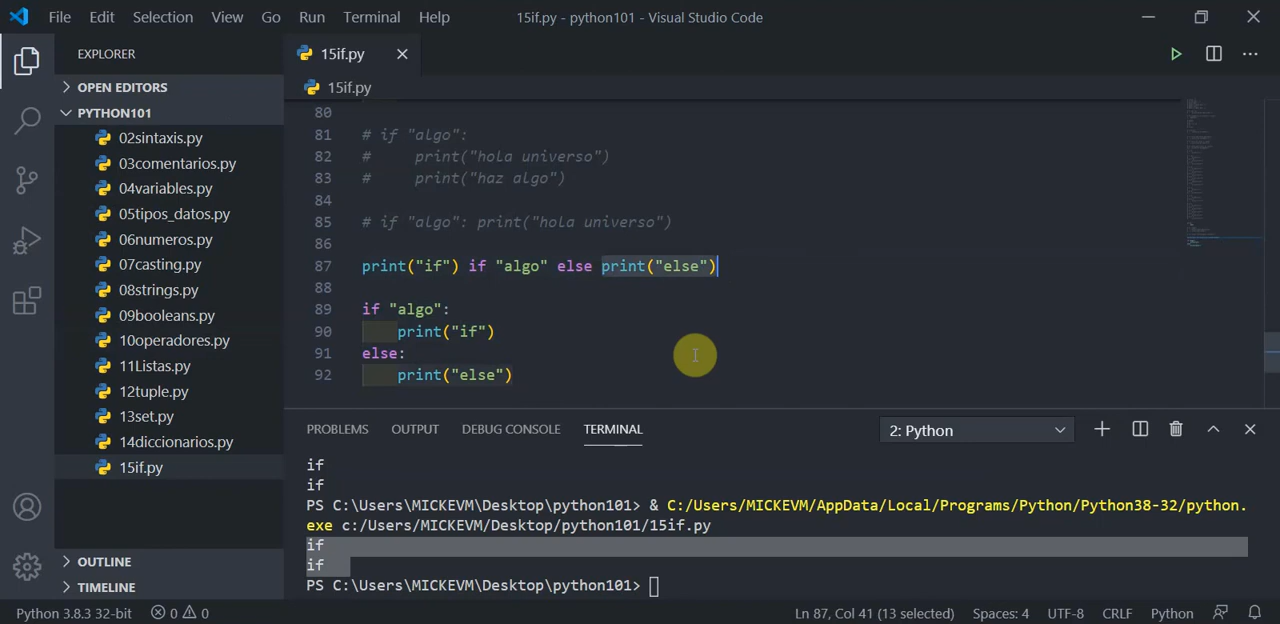 File Edit Selection View Go Run Terminal Help 15if.py - python101 - Visual Studio Code
EXPLORER
OPEN EDITORS
PYTHON101
02sintaxis.py
03comentarios.py
04variables.py
05tipos_datos.py
06numeros.py
07casting.py
08strings.py
09booleans.py
10operadores.py
11Listas.py
12tuple.py
13set.py
14diccionarios.py
15if.py
OUTLINE
TIMELINE
15if.py
15if.py
80
81 # if "algo":
82 #     print("hola universo")
83 #     print("haz algo")
84
85 # if "algo": print("hola universo")
86
87 print("if") if "algo" else print("else")
88
89 if "algo":
90     print("if")
91 else:
92     print("else")
PROBLEMS OUTPUT DEBUG CONSOLE TERMINAL 2: Python
if
if
PS C:\Users\MICKEVM\Desktop\python101> & C:/Users/MICKEVM/AppData/Local/Programs/Python/Python38-32/python.
exe c:/Users/MICKEVM/Desktop/python101/15if.py
if
if
PS C:\Users\MICKEVM\Desktop\python101>
Python 3.8.3 32-bit 0 0 Ln 87, Col 41 (13 selected) Spaces: 4 UTF-8 CRLF Python